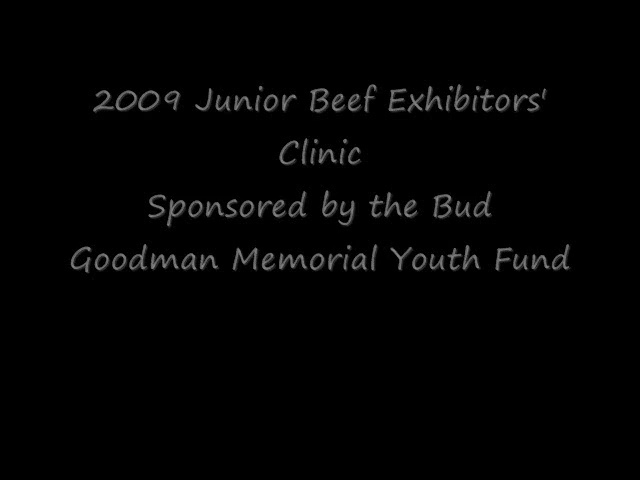 2009 Junior Beef Exhibitors'
Clinic
Sponsored by the Bud
Goodman Memorial Youth Fund